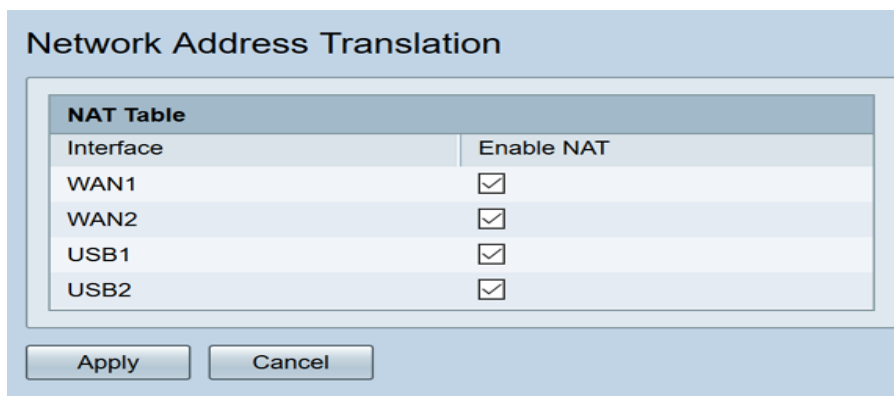 Network Address Translation
NAT Table
Interface Enable NAT
WAN1
WAN2
USB1
USB2
Apply Cancel